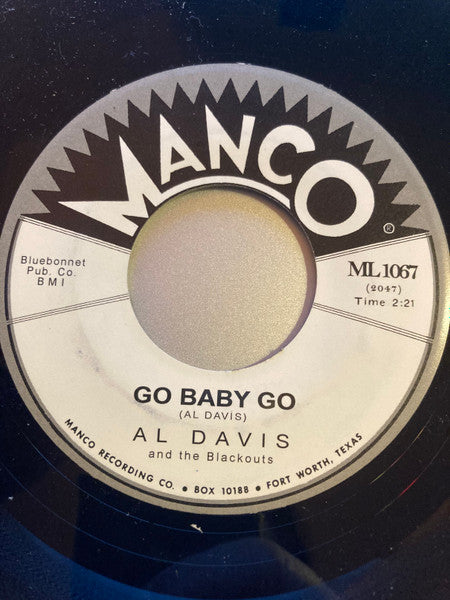 MANCO
®
Bluebonnet
Pub. Co.
BMI
ML 1067
(2047)
Time 2:21
GO BABY GO
(AL DAVIS)
AL DAVIS
and the Blackouts
MANCO RECORDING CO. • BOX 10188 • FORT WORTH, TEXAS